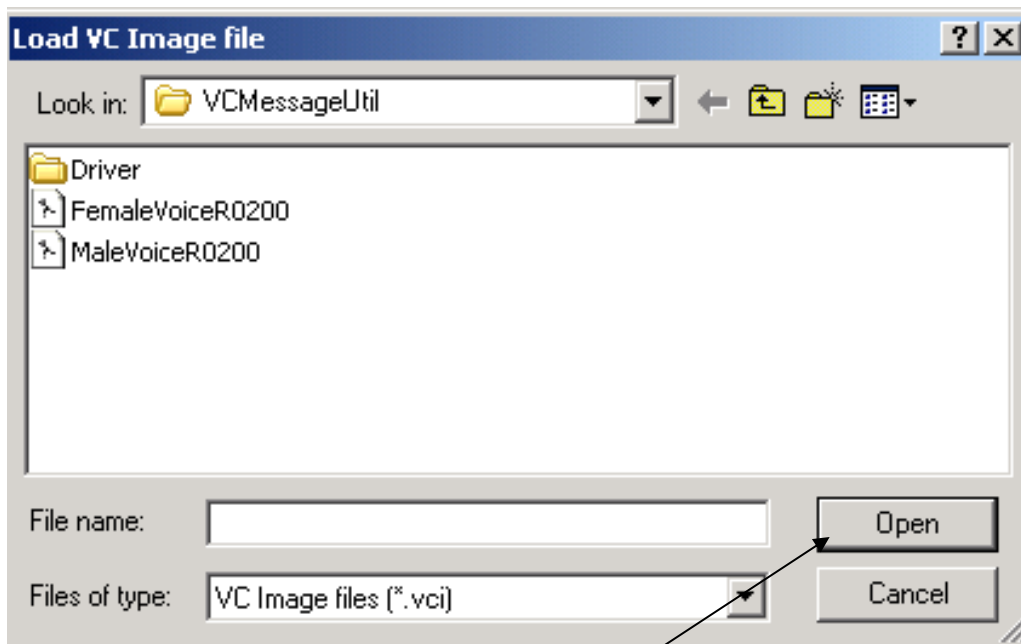 Load VC Image file
Look in: VCMessageUtil
Driver
FemaleVoiceR0200
MaleVoiceR0200
File name: Open
Files of type: VC Image files (*.vci) Cancel